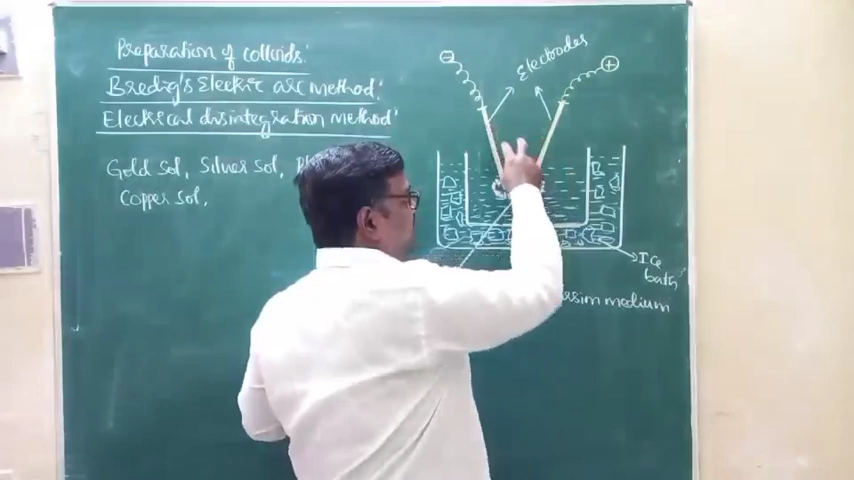 Preparation of colloids:
Bredig's Electric arc Method'
Electrical disintegration method'
Gold Sol, Silver Sol,
Copper Sol,
Electrodes
Ice
bath
medium